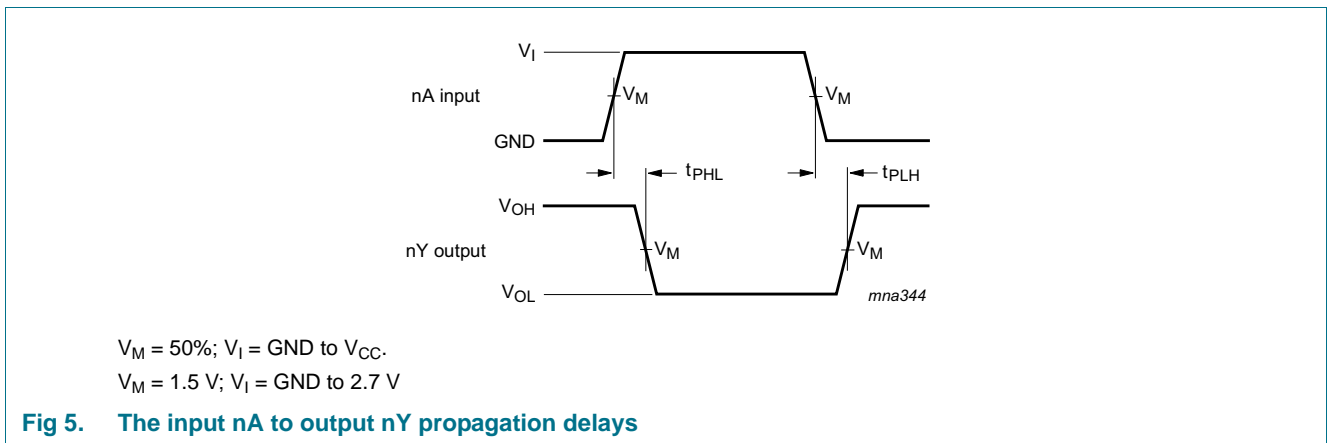 V_I
nA input
V_M
V_M
GND
t_PHL
t_PLH
V_OH
nY output
V_M
V_M
V_OL
mna344
V_M = 50%; V_I = GND to V_CC.
V_M = 1.5 V; V_I = GND to 2.7 V
Fig 5. The input nA to output nY propagation delays